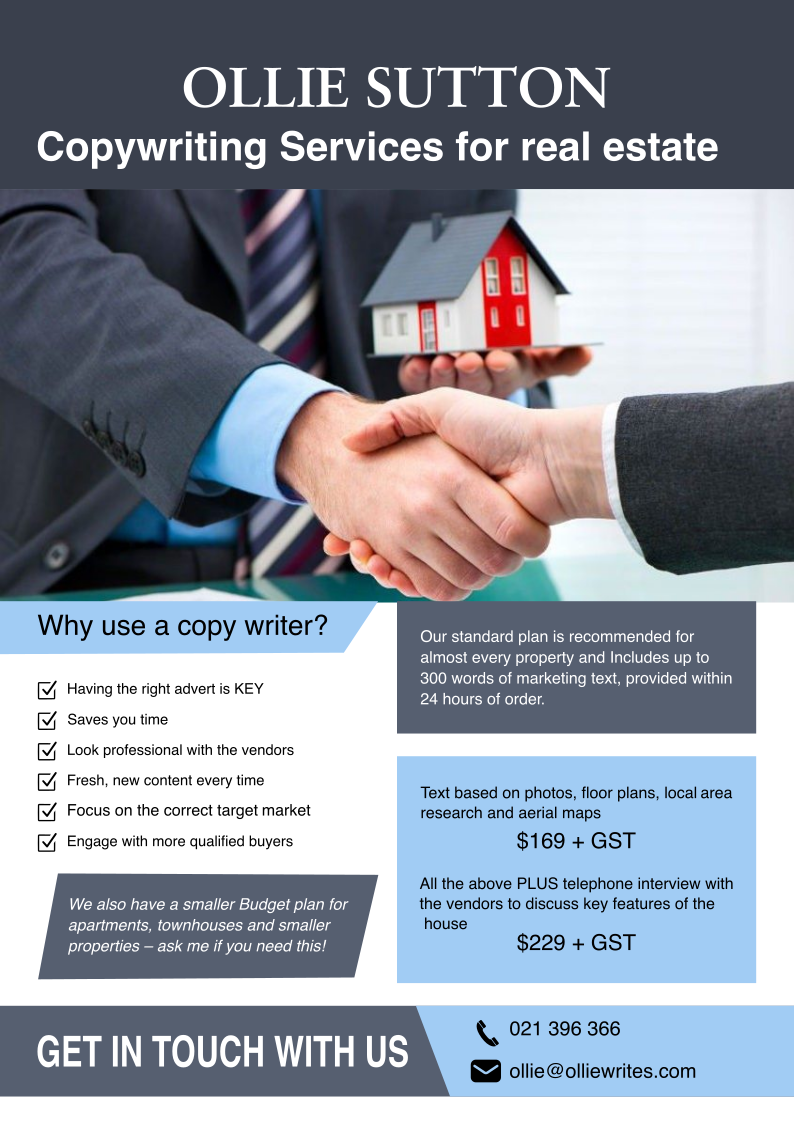 OLLIE SUTTON
Copywriting Services for real estate
Why use a copy writer?
Having the right advert is KEY
Saves you time
Look professional with the vendors
Fresh, new content every time
Focus on the correct target market
Engage with more qualified buyers
We also have a smaller Budget plan for
apartments, townhouses and smaller
properties – ask me if you need this!
Our standard plan is recommended for
almost every property and Includes up to
300 words of marketing text, provided within
24 hours of order.
Text based on photos, floor plans, local area
research and aerial maps
$169 + GST
All the above PLUS telephone interview with
the vendors to discuss key features of the
house
$229 + GST
GET IN TOUCH WITH US
021 396 366
ollie@olliewrites.com